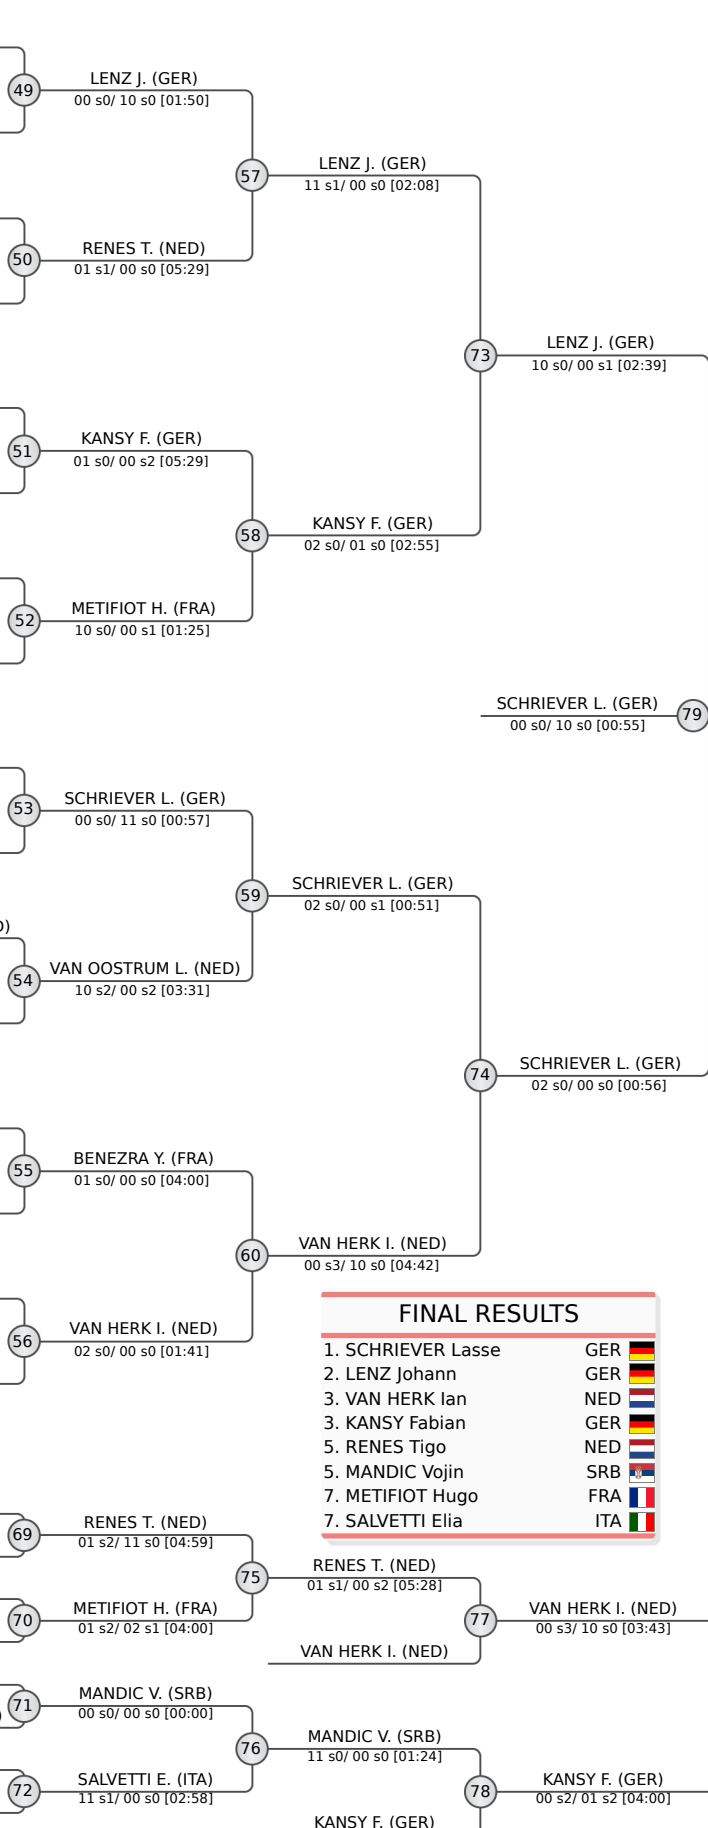 LENZ J. (GER)
49
00 s0/ 10 s0 [01:50]
LENZ J. (GER)
57
11 s1/ 00 s0 [02:08]
RENES T. (NED)
50
01 s1/ 00 s0 [05:29]
LENZ J. (GER)
73
10 s0/ 00 s1 [02:39]
KANSY F. (GER)
51
01 s0/ 00 s2 [05:29]
KANSY F. (GER)
58
02 s0/ 01 s0 [02:55]
METIFIOT H. (FRA)
52
10 s0/ 00 s1 [01:25]
SCHRIEVER L. (GER)
79
00 s0/ 10 s0 [00:55]
SCHRIEVER L. (GER)
53
00 s0/ 11 s0 [00:57]
SCHRIEVER L. (GER)
59
02 s0/ 00 s1 [00:51]
)
VAN OOSTRUM L. (NED)
54
10 s2/ 00 s2 [03:31]
SCHRIEVER L. (GER)
74
02 s0/ 00 s0 [00:56]
BENEZRA Y. (FRA)
55
01 s0/ 00 s0 [04:00]
VAN HERK I. (NED)
60
00 s3/ 10 s0 [04:42]
VAN HERK I. (NED)
56
02 s0/ 00 s0 [01:41]
FINAL RESULTS
1. SCHRIEVER Lasse GER
2. LENZ Johann GER
3. VAN HERK Ian NED
3. KANSY Fabian GER
5. RENES Tigo NED
5. MANDIC Vojin SRB
7. METIFIOT Hugo FRA
7. SALVETTI Elia ITA
RENES T. (NED)
69
01 s2/ 11 s0 [04:59]
RENES T. (NED)
75
01 s1/ 00 s2 [05:28]
METIFIOT H. (FRA)
70
01 s2/ 02 s1 [04:00]
VAN HERK I. (NED)
77
00 s3/ 10 s0 [03:43]
VAN HERK I. (NED)
MANDIC V. (SRB)
71
)
00 s0/ 00 s0 [00:00]
MANDIC V. (SRB)
76
11 s0/ 00 s0 [01:24]
SALVETTI E. (ITA)
72
11 s1/ 00 s0 [02:58]
KANSY F. (GER)
78
00 s2/ 01 s2 [04:00]
KANSY F. (GER)